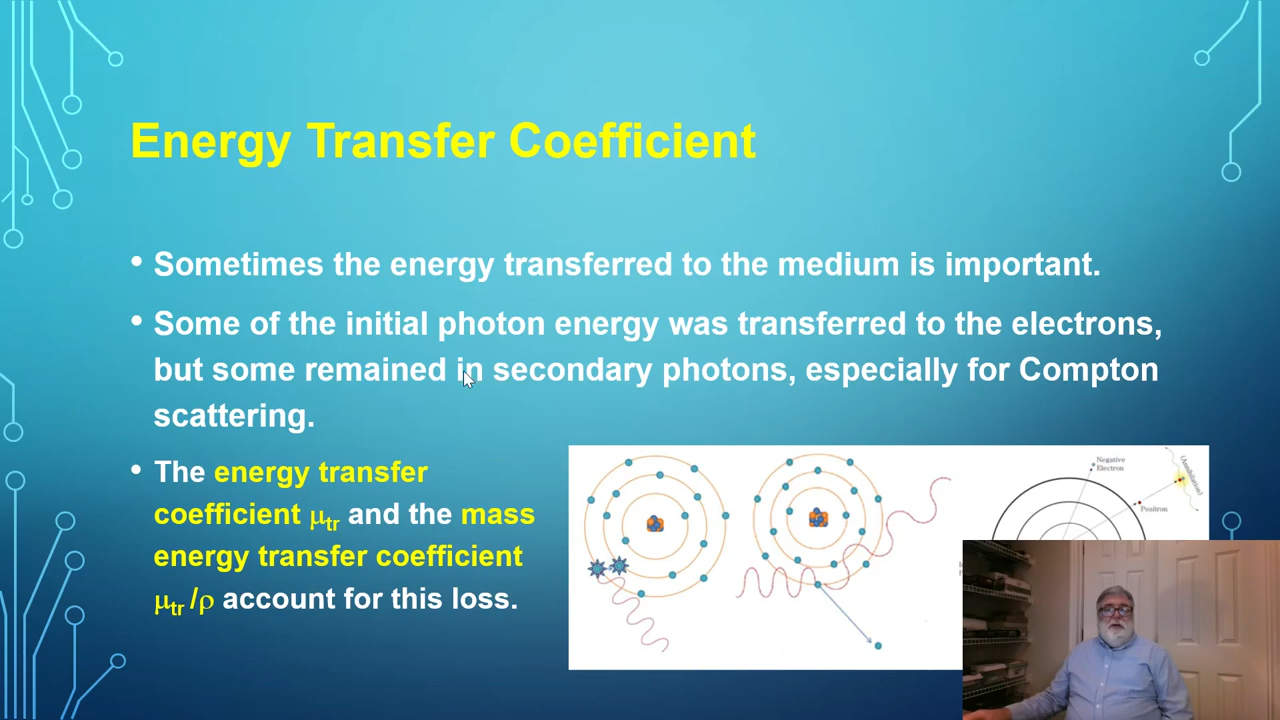 Energy Transfer Coefficient
• Sometimes the energy transferred to the medium is important.
• Some of the initial photon energy was transferred to the electrons,
but some remained in secondary photons, especially for Compton
scattering.
• The energy transfer
coefficient μtr and the mass
energy transfer coefficient
μtr /ρ account for this loss.
Negative
Electron
(Annihilation)
Positron